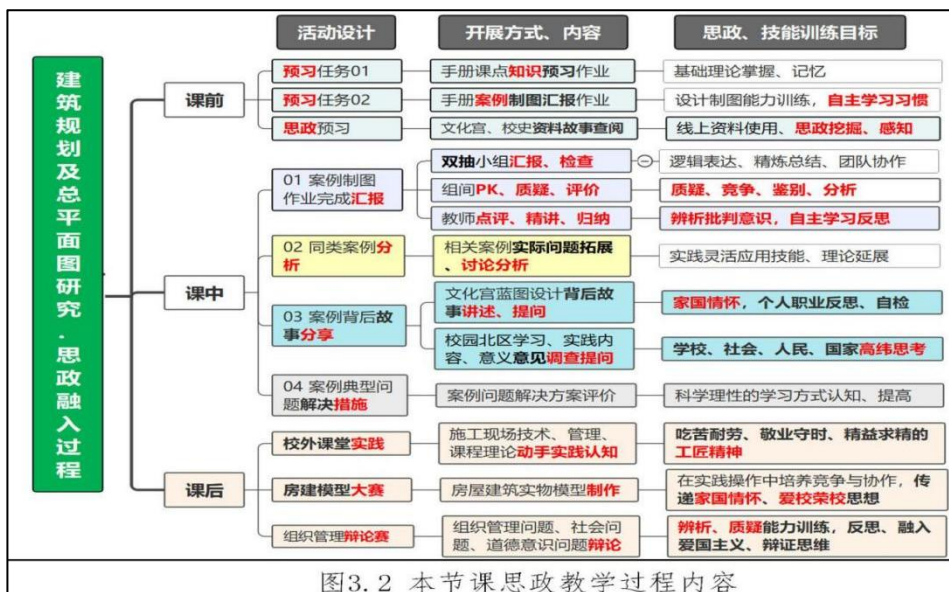 活动设计
开展方式、内容
思政、技能训练目标
建筑规划及总平面图研究.思政融入过程
课前
预习任务01
手册课点知识预习作业
基础理论掌握、记忆
预习任务02
手册案例制图汇报作业
设计制图能力训练，自主学习习惯
思政预习
文化宫、校史资料故事查阅
线上资料使用、思政挖掘、感知
课中
01 案例制图
作业完成汇报
双抽小组汇报、检查
逻辑表达、精炼总结、团队协作
组间PK、质疑、评价
质疑、竞争、鉴别、分析
教师点评、精讲、归纳
辨析批判意识，自主学习反思
02 同类案例分
析
相关案例实际问题拓展
、讨论分析
实践灵活应用技能、理论延展
03 案例背后故
事分享
文化宫蓝图设计背后故
事讲述、提问
家国情怀，个人职业反思、自检
校园北区学习、实践内
容、意义意见调查提问
学校、社会、人民、国家高纬思考
04 案例典型问
题解决措施
案例问题解决方案评价
科学理性的学习方式认知、提高
课后
校外课堂实践
施工现场技术、管理、
课程理论动手实践认知
吃苦耐劳、敬业守时、精益求精的
工匠精神
房建模型大赛
房屋建筑实物模型制作
在实践操作中培养竞争与协作，传
递家国情怀、爱校荣校思想
组织管理辩论赛
组织管理问题、社会问
题、道德意识问题辩论
辨析、质疑能力训练，反思、融入
爱国主义、辩证思维
图3.2 本节课思政教学过程内容